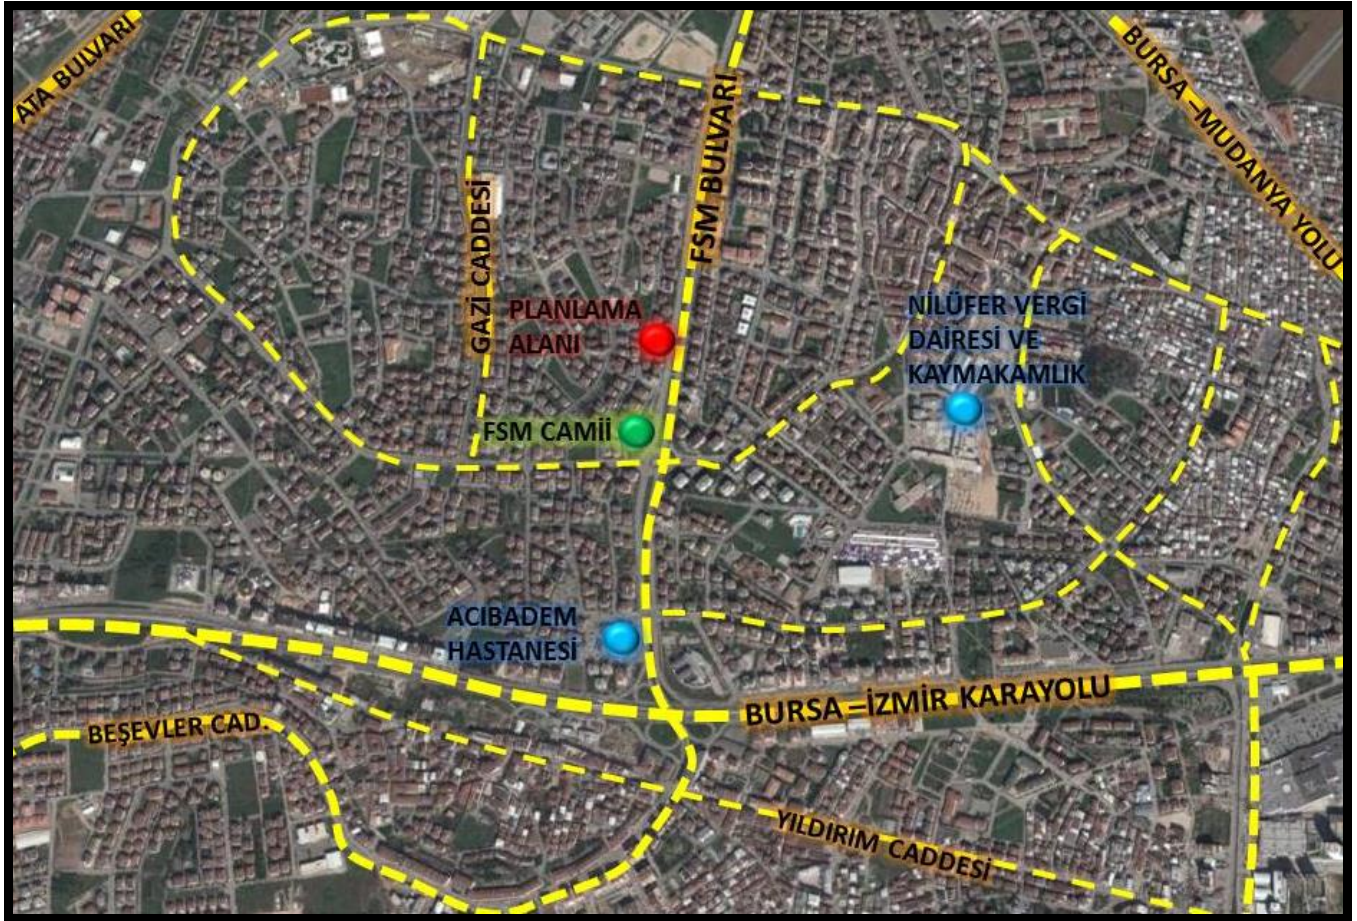 ATA BULVARI
BURSA –MUDANYA YOLU
FSM BULVARI
GAZİ CADDESİ
PLANLAMA
ALANI
NİLÜFER VERGİ
DAİRESİ VE
KAYMAKAMLIK
FSM CAMİİ
ACIBADEM
HASTANESİ
BURSA –İZMİR KARAYOLU
BEŞEVLER CAD.
YILDIRIM CADDESİ